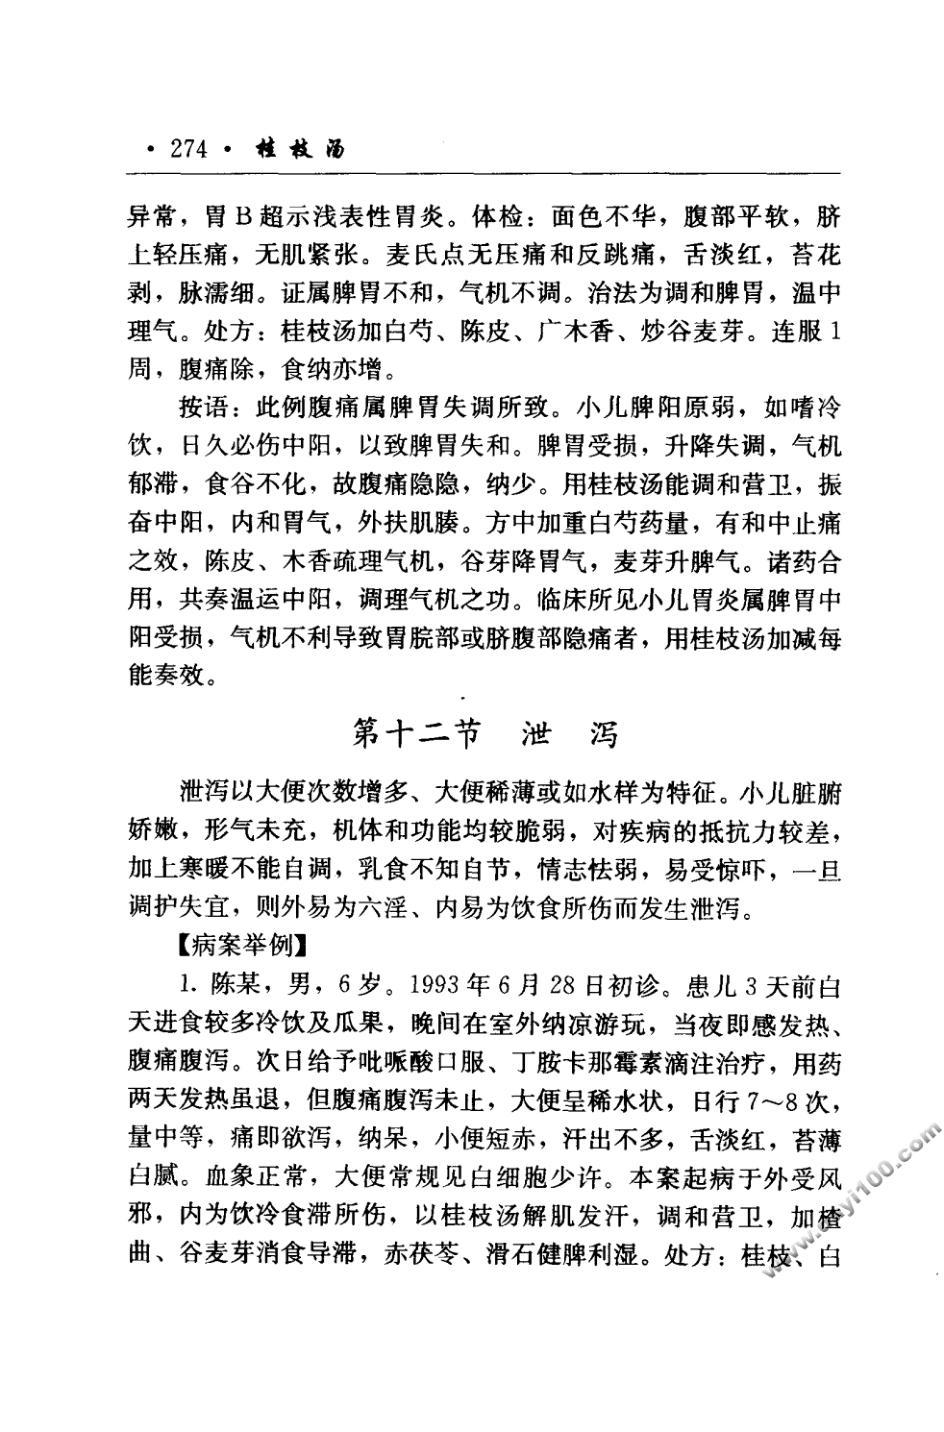 ·274· 桂枝汤
异常，胃B超示浅表性胃炎。体检：面色不华，腹部平软，脐
上轻压痛，无肌紧张。麦氏点无压痛和反跳痛，舌淡红，苔花
剥，脉濡细。证属脾胃不和，气机不调。治法为调和脾胃，温中
理气。处方：桂枝汤加白芍、陈皮、广木香、炒谷麦芽。连服1
周，腹痛除，食纳亦增。
按语：此例腹痛属脾胃失调所致。小儿脾阳原弱，如嗜冷
饮，日久必伤中阳，以致脾胃失和。脾胃受损，升降失调，气机
郁滞，食谷不化，故腹痛隐隐，纳少。用桂枝汤能调和营卫，振
奋中阳，内和胃气，外扶肌腠。方中加重白芍药量，有和中止痛
之效，陈皮、木香疏理气机，谷芽降胃气，麦芽升脾气。诸药合
用，共奏温运中阳，调理气机之功。临床所见小儿胃炎属脾胃中
阳受损，气机不利导致胃脘部或脐腹部隐痛者，用桂枝汤加减每
能奏效。
第十二节 泄 泻
泄泻以大便次数增多、大便稀薄或如水样为特征。小儿脏腑
娇嫩，形气未充，机体和功能均较脆弱，对疾病的抵抗力较差，
加上寒暖不能自调，乳食不知自节，情志怯弱，易受惊吓，一旦
调护失宜，则外易为六淫、内易为饮食所伤而发生泄泻。
【病案举例】
1. 陈某，男，6岁。1993年6月28日初诊。患儿3天前白
天进食较多冷饮及瓜果，晚间在室外纳凉游玩，当夜即感发热、
腹痛腹泻。次日给予吡哌酸口服、丁胺卡那霉素滴注治疗，用药
两天发热虽退，但腹痛腹泻未止，大便呈稀水状，日行7～8次，
量中等，痛即欲泻，纳呆，小便短赤，汗出不多，舌淡红，苔薄
白腻。血象正常，大便常规见白细胞少许。本案起病于外受风
邪，内为饮冷食滞所伤，以桂枝汤解肌发汗，调和营卫，加楂
曲、谷麦芽消食导滞，赤茯苓、滑石健脾利湿。处方：桂枝、白